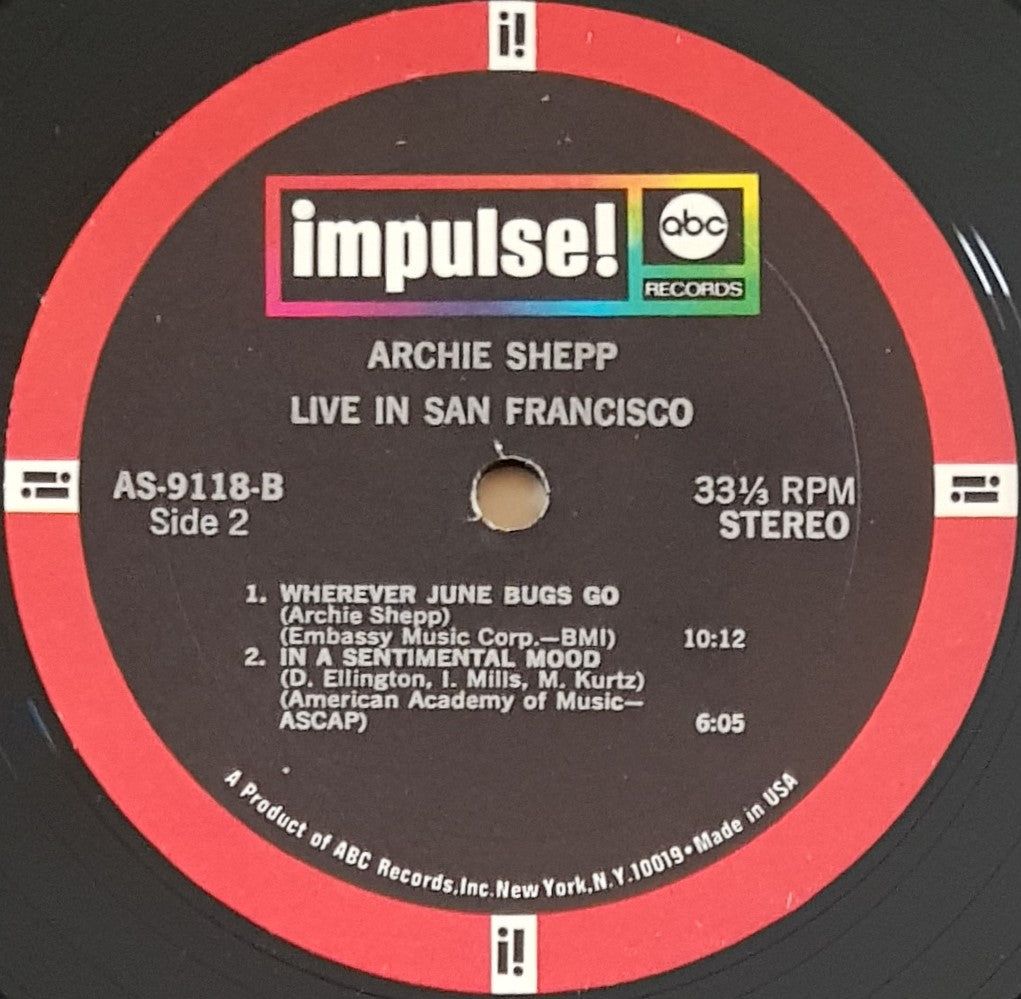 i!
impulse!
abc
RECORDS
ARCHIE SHEPP
LIVE IN SAN FRANCISCO
i!
AS-9118-B
Side 2
33⅓ RPM
STEREO
i!
1. WHEREVER JUNE BUGS GO
(Archie Shepp)
(Embassy Music Corp.—BMI) 10:12
2. IN A SENTIMENTAL MOOD
(D. Ellington, I. Mills, M. Kurtz)
(American Academy of Music—
ASCAP) 6:05
A Product of ABC Records,Inc.New York,N.Y.10019•Made in USA
i!